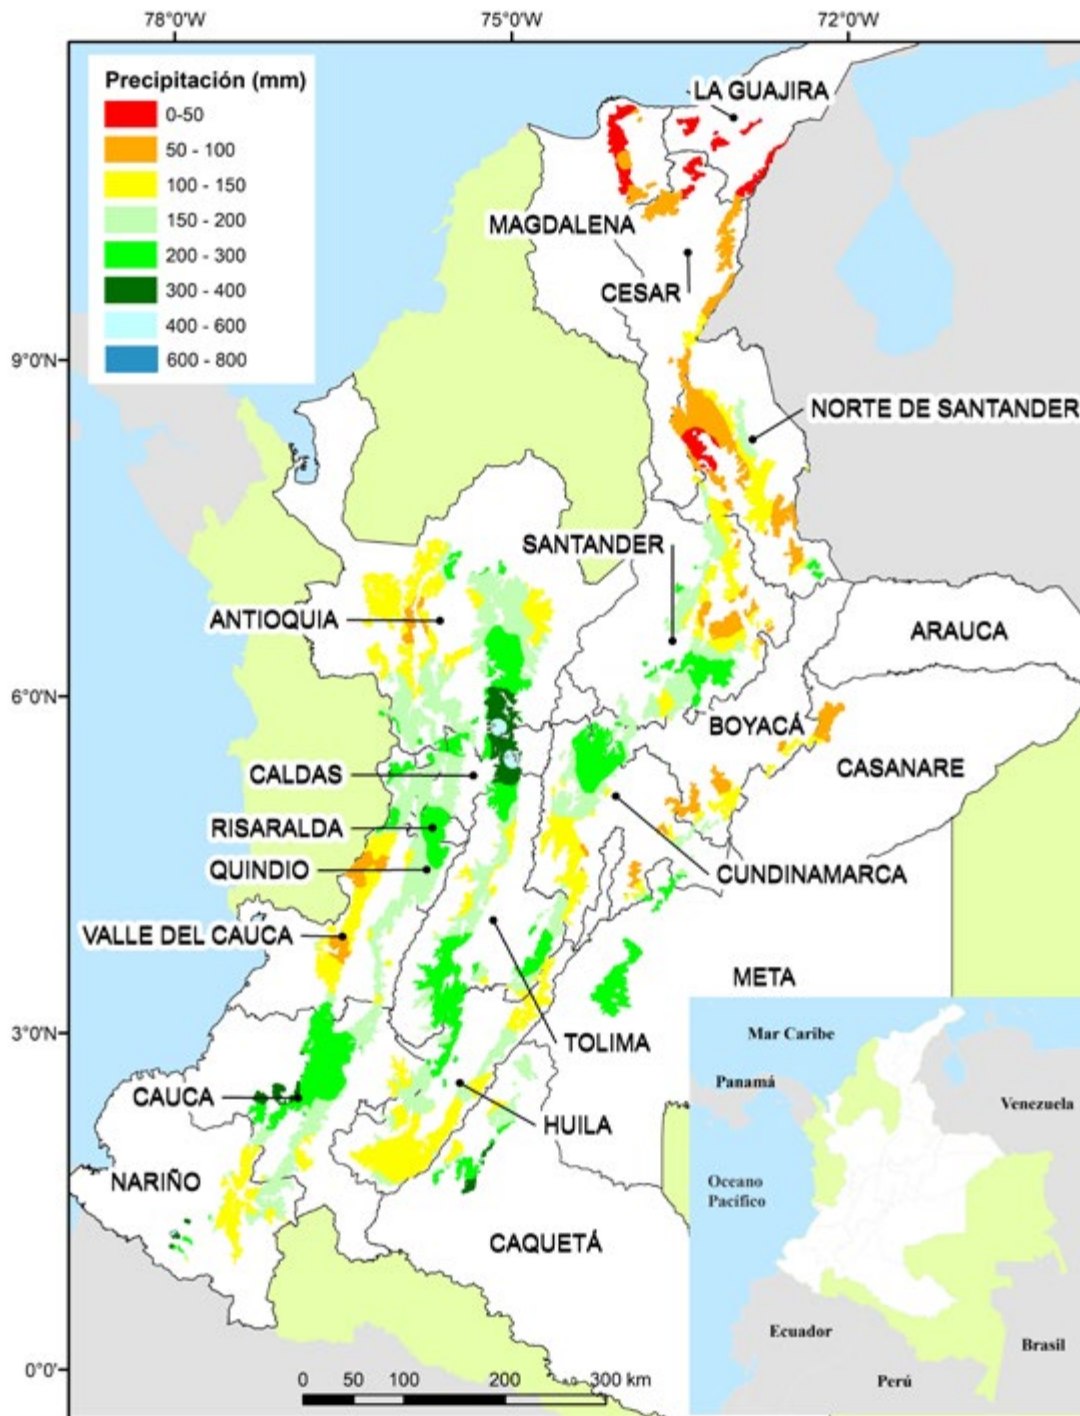 78°0'W 75°0'W 72°0'W
Precipitación (mm)
0-50
50 - 100
100 - 150
150 - 200
200 - 300
300 - 400
400 - 600
600 - 800
LA GUAJIRA
MAGDALENA
CESAR
9°0'N
NORTE DE SANTANDER
SANTANDER
ANTIOQUIA
ARAUCA
6°0'N
BOYACÁ
CASANARE
CALDAS
RISARALDA
QUINDIO
CUNDINAMARCA
VALLE DEL CAUCA
META
3°0'N
TOLIMA
CAUCA
HUILA
NARIÑO
CAQUETÁ
Mar Caribe
Panamá
Venezuela
Oceano
Pacífico
Ecuador
Brasil
Perú
0°0'
0 50 100 200 300 km